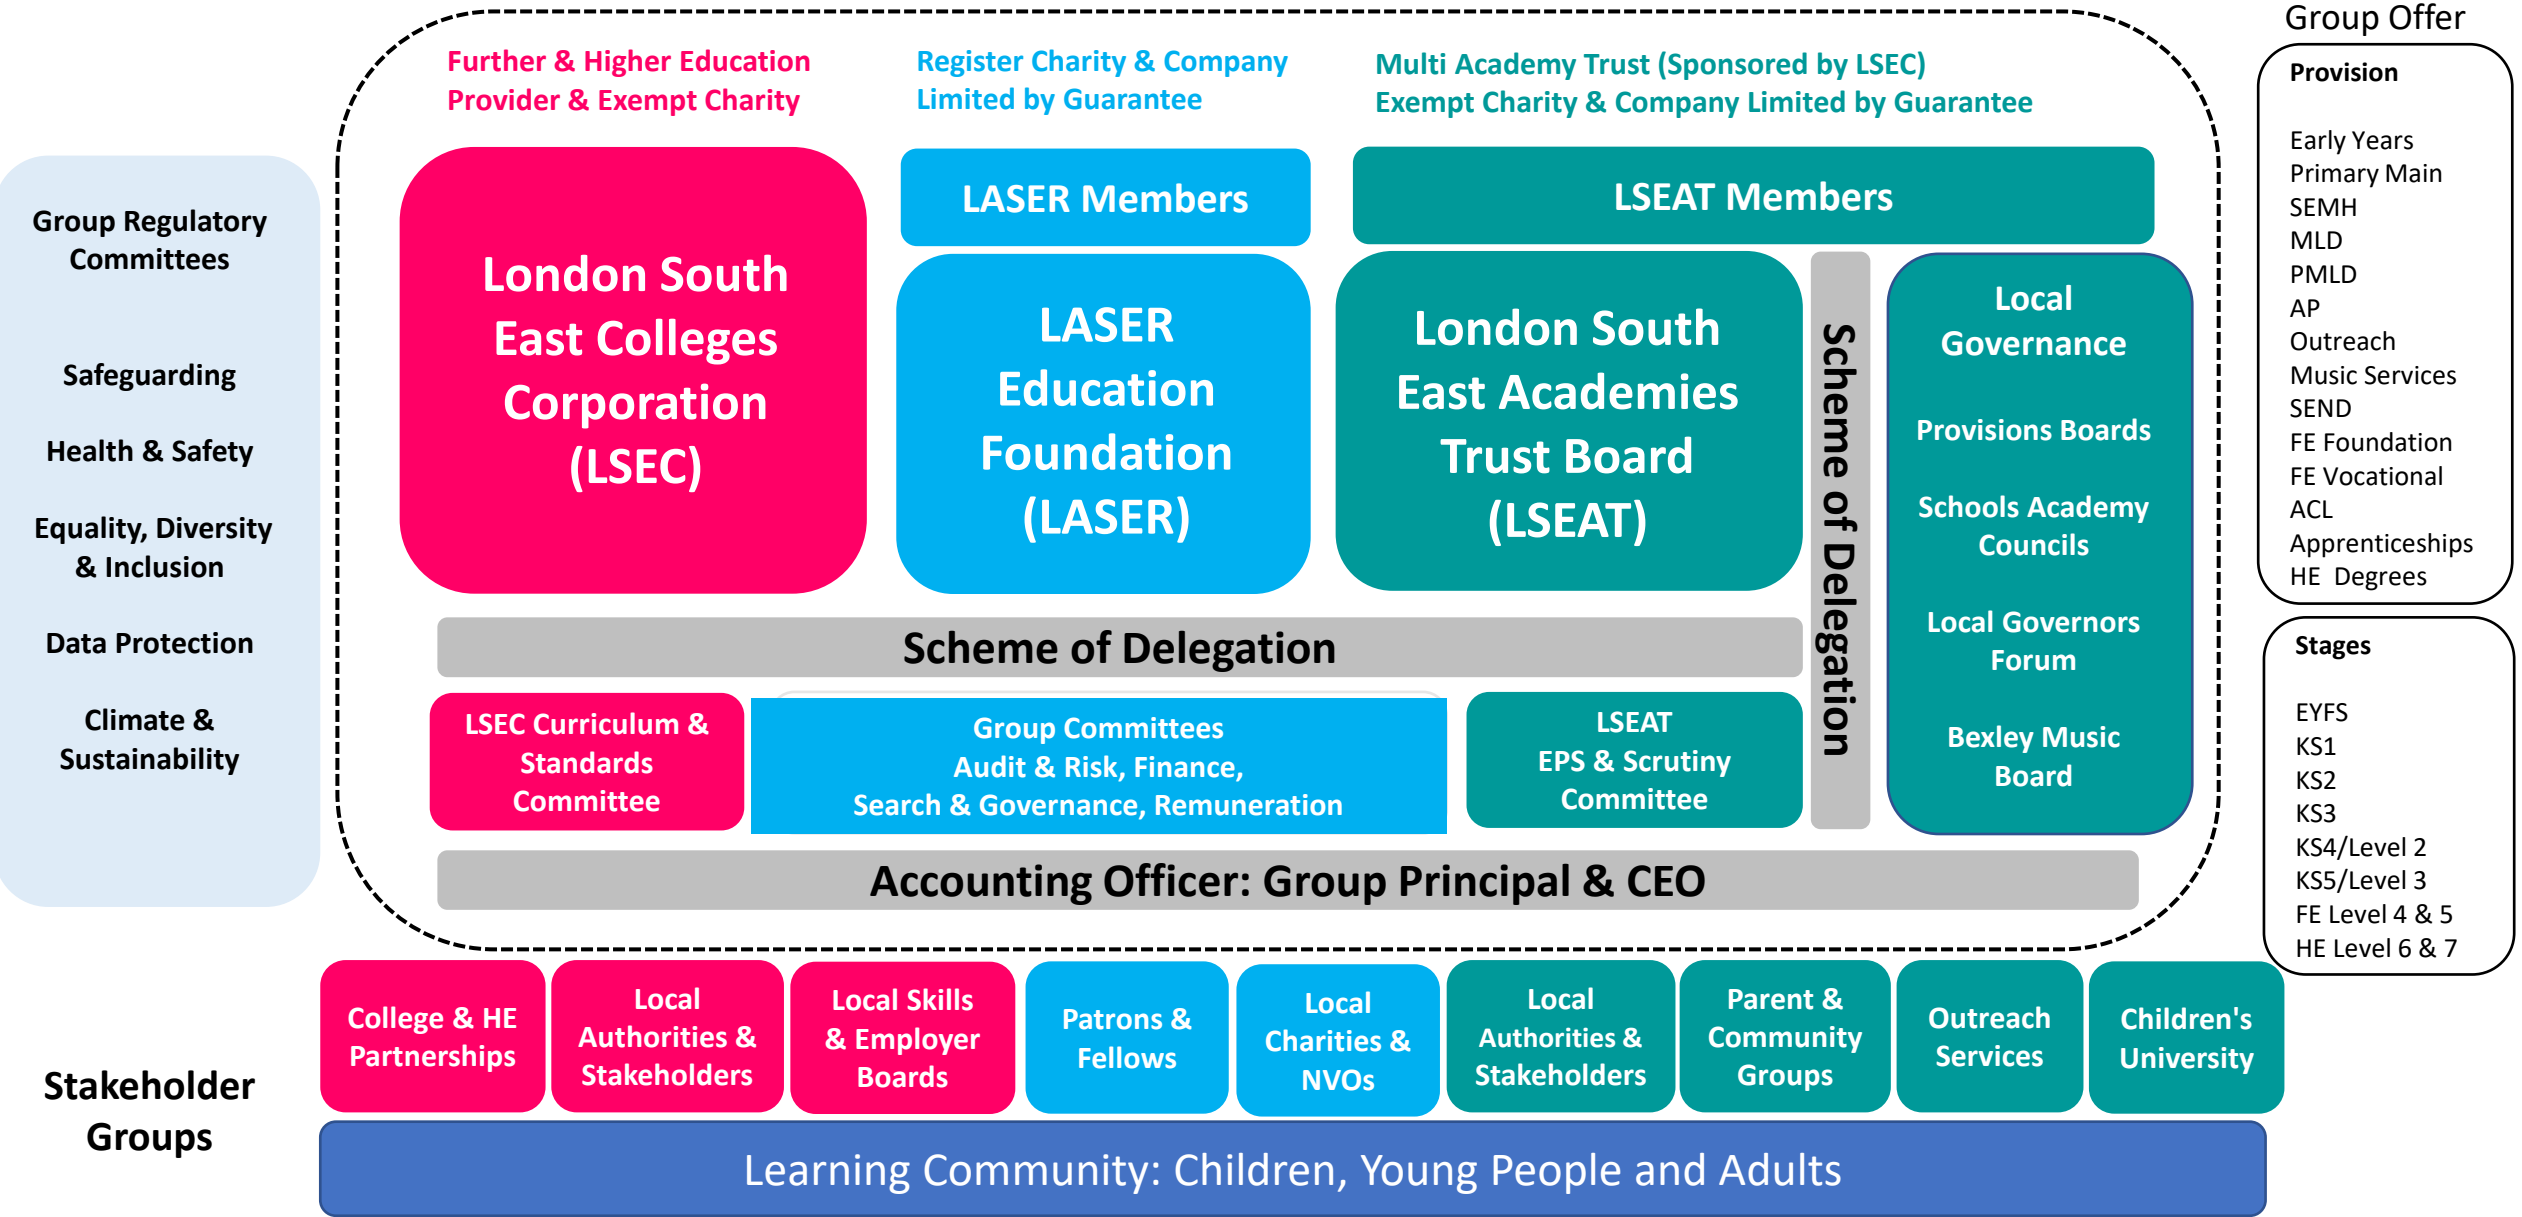 Group Offer
Further & Higher Education
Provider & Exempt Charity
Register Charity & Company
Limited by Guarantee
Multi Academy Trust (Sponsored by LSEC)
Exempt Charity & Company Limited by Guarantee
Group Regulatory
Committees
Safeguarding
Health & Safety
Equality, Diversity
& Inclusion
Data Protection
Climate &
Sustainability
London South
East Colleges
Corporation
(LSEC)
LASER Members
LASER
Education
Foundation
(LASER)
LSEAT Members
London South
East Academies
Trust Board
(LSEAT)
Scheme of Delegation
Local
Governance
Provisions Boards
Schools Academy
Councils
Local Governors
Forum
Bexley Music
Board
Scheme of Delegation
LSEC Curriculum &
Standards
Committee
Group Committees
Audit & Risk, Finance,
Search & Governance, Remuneration
LSEAT
EPS & Scrutiny
Committee
Accounting Officer: Group Principal & CEO
Provision
Early Years
Primary Main
SEMH
MLD
PMLD
AP
Outreach
Music Services
SEND
FE Foundation
FE Vocational
ACL
Apprenticeships
HE  Degrees
Stages
EYFS
KS1
KS2
KS3
KS4/Level 2
KS5/Level 3
FE Level 4 & 5
HE Level 6 & 7
Stakeholder
Groups
College & HE
Partnerships
Local
Authorities &
Stakeholders
Local Skills
& Employer
Boards
Patrons &
Fellows
Local
Charities &
NVOs
Local
Authorities &
Stakeholders
Parent &
Community
Groups
Outreach
Services
Children's
University
Learning Community: Children, Young People and Adults